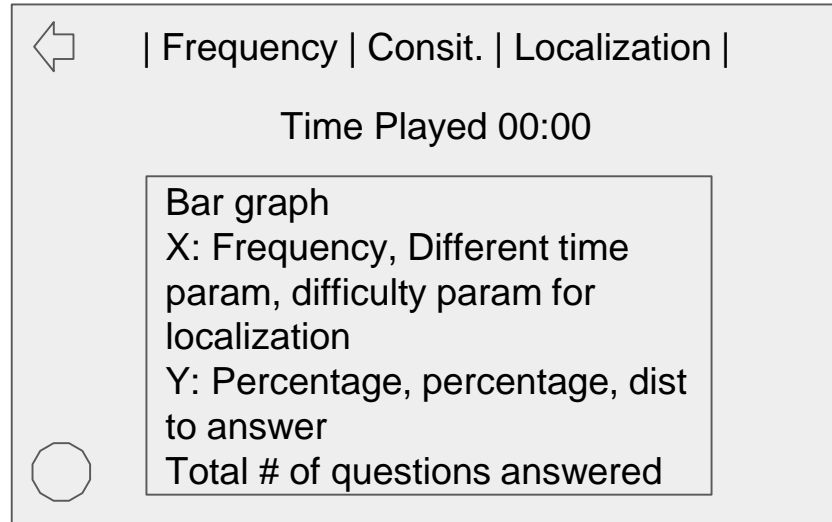 | Frequency | Consit. | Localization |
Time Played 00:00
Bar graph
X: Frequency, Different time
param, difficulty param for
localization
Y: Percentage, percentage, dist
to answer
Total # of questions answered